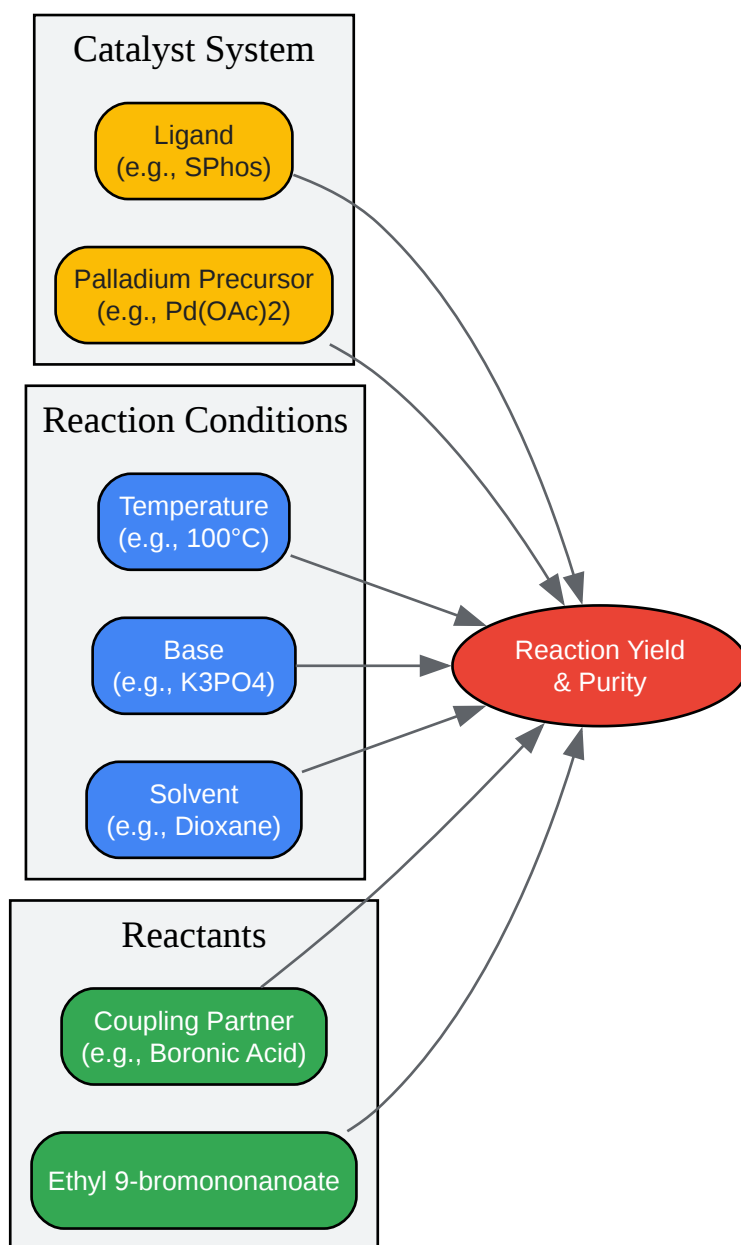 Catalyst System
Ligand
(e.g., SPhos)
Palladium Precursor
(e.g., Pd(OAc)2)
Reaction Conditions
Temperature
(e.g., 100°C)
Base
(e.g., K3PO4)
Solvent
(e.g., Dioxane)
Reaction Yield
& Purity
Reactants
Coupling Partner
(e.g., Boronic Acid)
Ethyl 9-bromononanoate